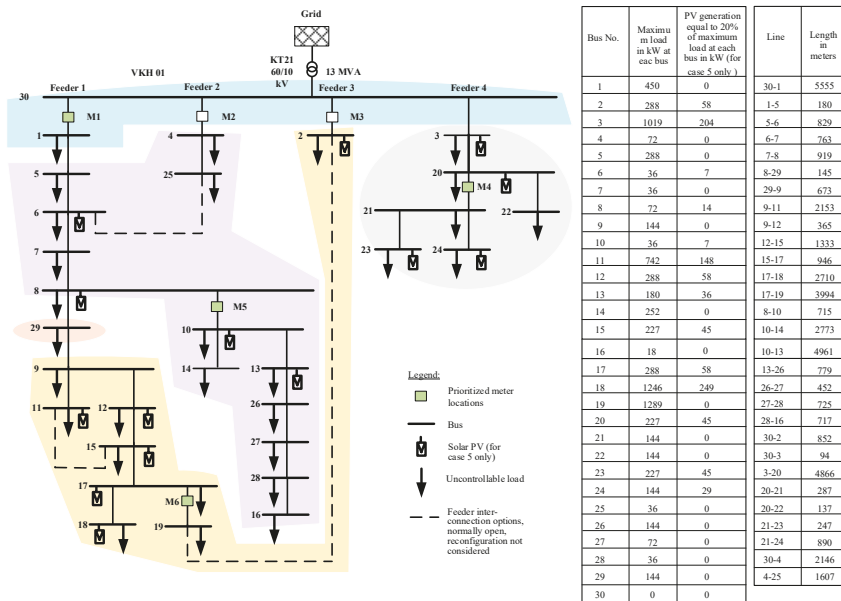 Grid
KT21
60/10
kV
13 MVA
VKH 01
Feeder 1
Feeder 2
Feeder 3
Feeder 4
30
M1
M2
M3
1
4
2
3
5
25
20
M4
6
21
22
7
23
24
8
M5
29
10
9
14
13
11
12
26
15
27
17
28
M6
18
19
16
Legend:
Prioritized meter
locations
Bus
Solar PV (for
case 5 only)
Uncontrollable load
Feeder inter-
connection options,
normally open,
reconfiguration not
considered
Bus No. Maximu m load in kW at eac bus PV generation equal to 20% of maximum load at each bus in kW (for case 5 only )
1 450 0
2 288 58
3 1019 204
4 72 0
5 288 0
6 36 7
7 36 0
8 72 14
9 144 0
10 36 7
11 742 148
12 288 58
13 180 36
14 252 0
15 227 45
16 18 0
17 288 58
18 1246 249
19 1289 0
20 227 45
21 144 0
22 144 0
23 227 45
24 144 29
25 36 0
26 144 0
27 72 0
28 36 0
29 144 0
30 0 0
Line Length in meters
30-1 5555
1-5 180
5-6 829
6-7 763
7-8 919
8-29 145
29-9 673
9-11 2153
9-12 365
12-15 1333
15-17 946
17-18 2710
17-19 3994
8-10 715
10-14 2773
10-13 4961
13-26 779
26-27 452
27-28 725
28-16 717
30-2 852
30-3 94
3-20 4866
20-21 287
20-22 137
21-23 247
21-24 890
30-4 2146
4-25 1607